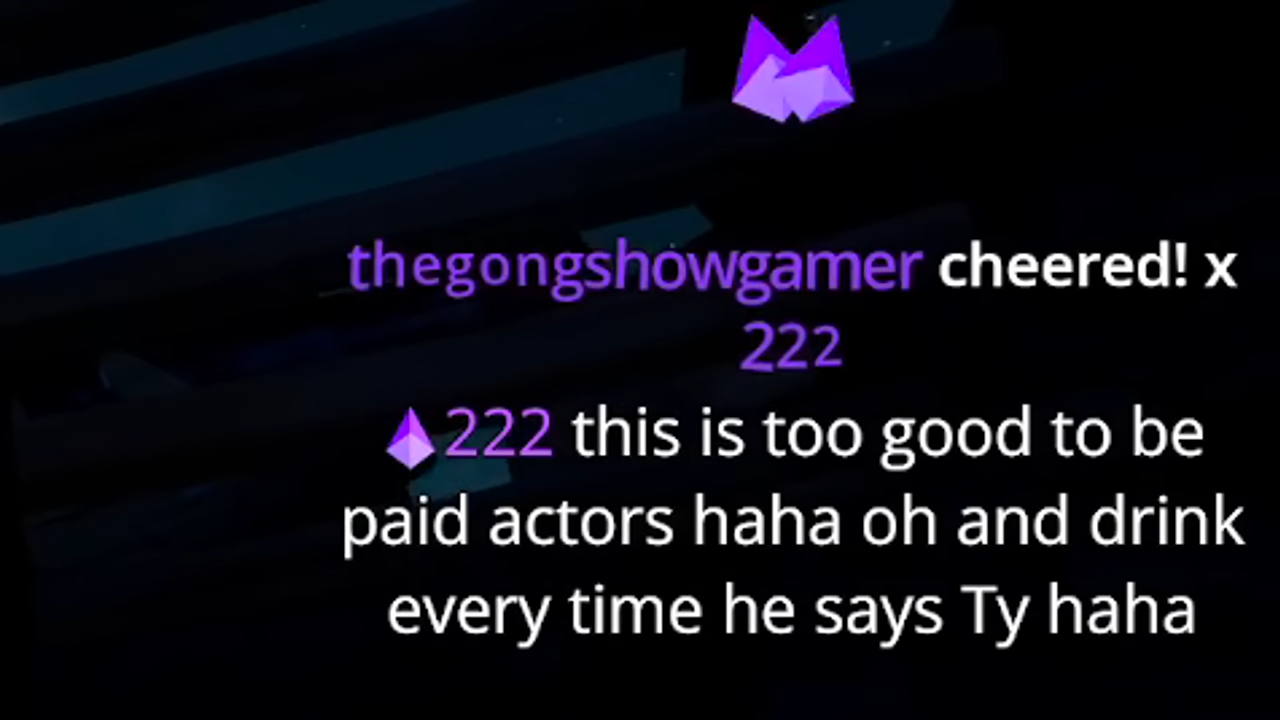 thegongshowgamer cheered! x
222
222 this is too good to be
paid actors haha oh and drink
every time he says Ty haha